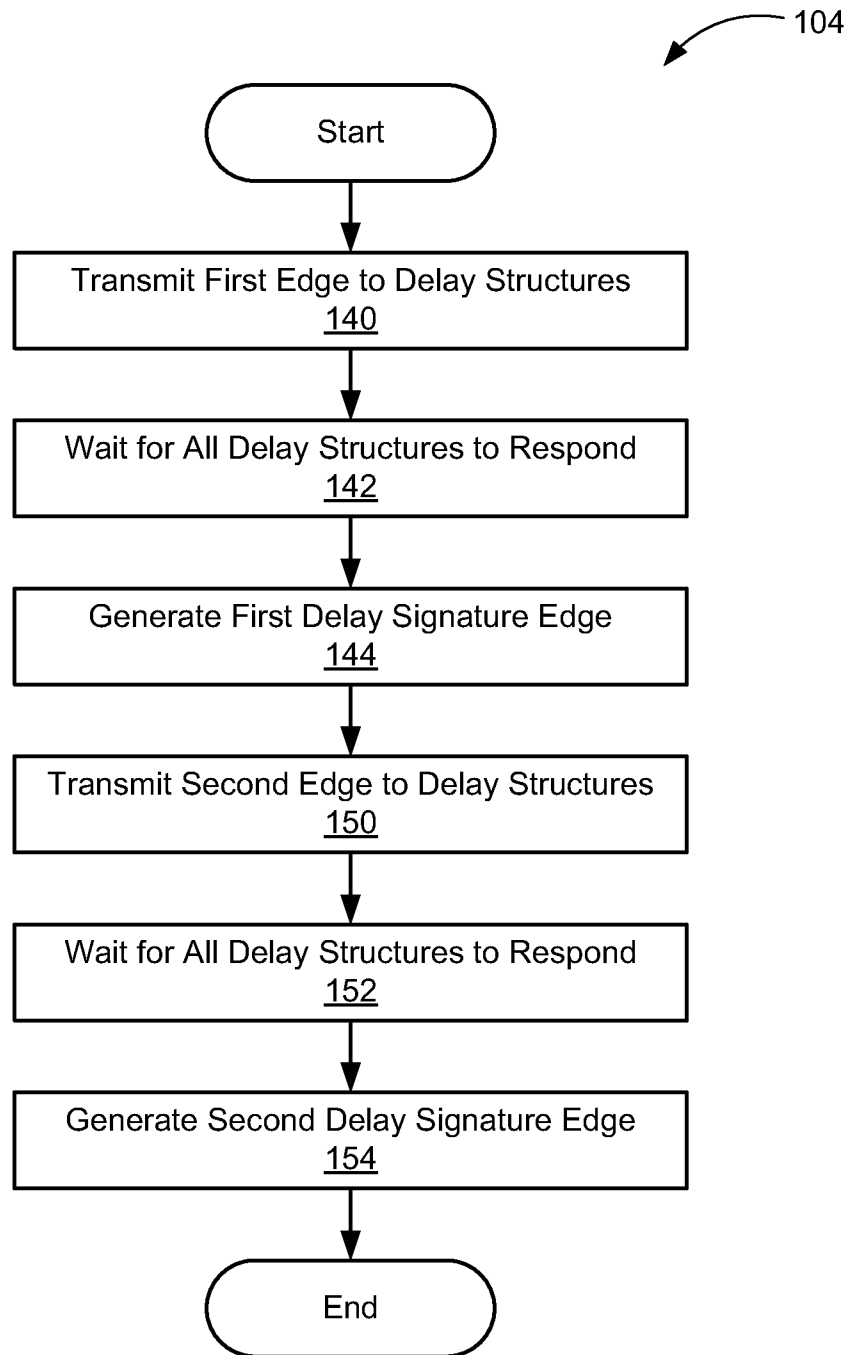 104
Start
Transmit First Edge to Delay Structures
140
Wait for All Delay Structures to Respond
142
Generate First Delay Signature Edge
144
Transmit Second Edge to Delay Structures
150
Wait for All Delay Structures to Respond
152
Generate Second Delay Signature Edge
154
End